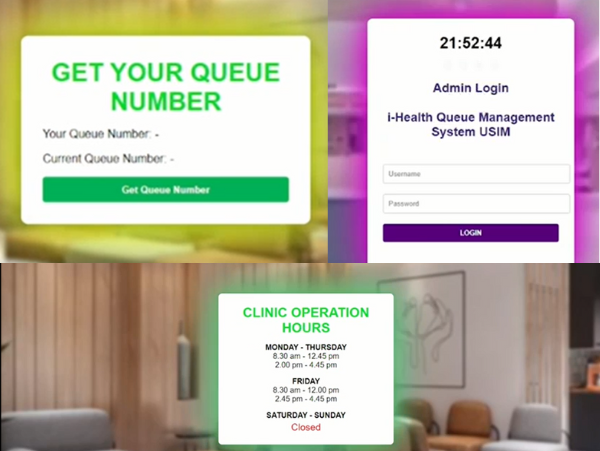 GET YOUR QUEUE
NUMBER
Your Queue Number: -
Current Queue Number: -
Get Queue Number
21:52:44
Admin Login
i-Health Queue Management
System USIM
Username
Password
LOGIN
CLINIC OPERATION
HOURS
MONDAY - THURSDAY
8.30 am - 12.45 pm
2.00 pm - 4.45 pm
FRIDAY
8.30 am - 12.00 pm
2.45 pm - 4.45 pm
SATURDAY - SUNDAY
Closed